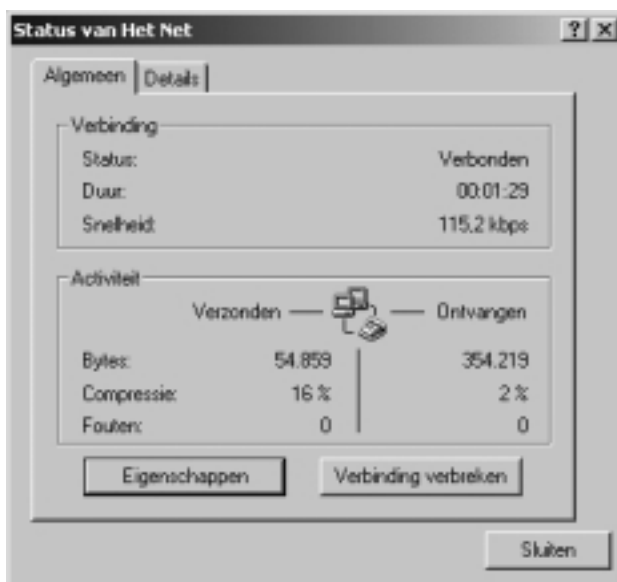 Status van Het Net
Algemeen Details
Verbinding
Status: Verbonden
Duur: 00:01:29
Snelheid: 115,2 kbps
Activiteit
Verzonden — — Ontvangen
Bytes: 54.859 354.219
Compressie: 16 % 2 %
Fouten: 0 0
Eigenschappen Verbinding verbreken
Sluiten